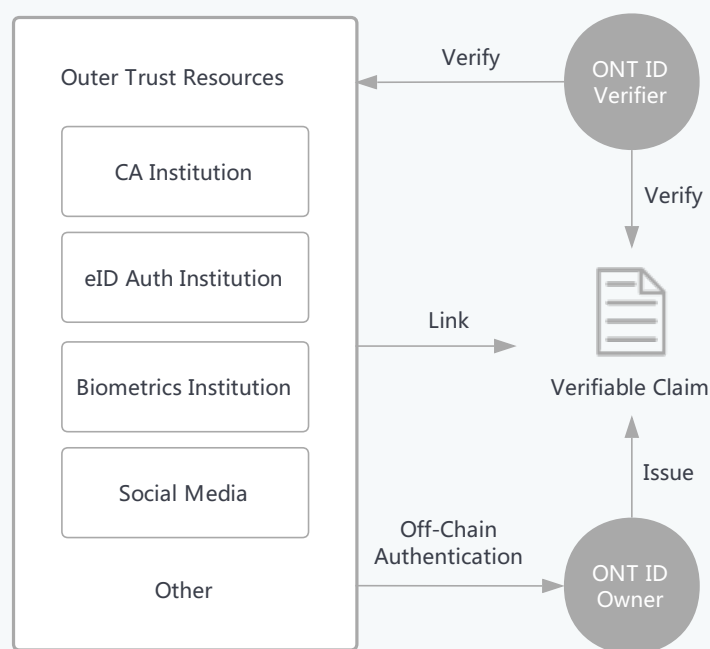 Outer Trust Resources
CA Institution
eID Auth Institution
Biometrics Institution
Social Media
Other
Verify
ONT ID
Verifier
Verify
Link
Verifiable Claim
Issue
Off-Chain
Authentication
ONT ID
Owner